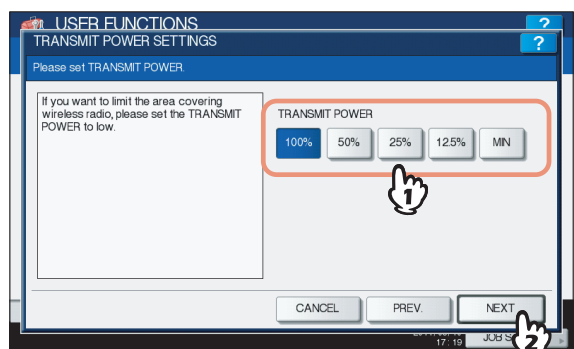 USER FUNCTIONS
?
TRANSMIT POWER SETTINGS
?
Please set TRANSMIT POWER.
If you want to limit the area covering
wireless radio, please set the TRANSMIT
POWER to low.
TRANSMIT POWER
100% 50% 25% 12.5% MIN
1
CANCEL PREV. NEXT
17:19
JOB
2